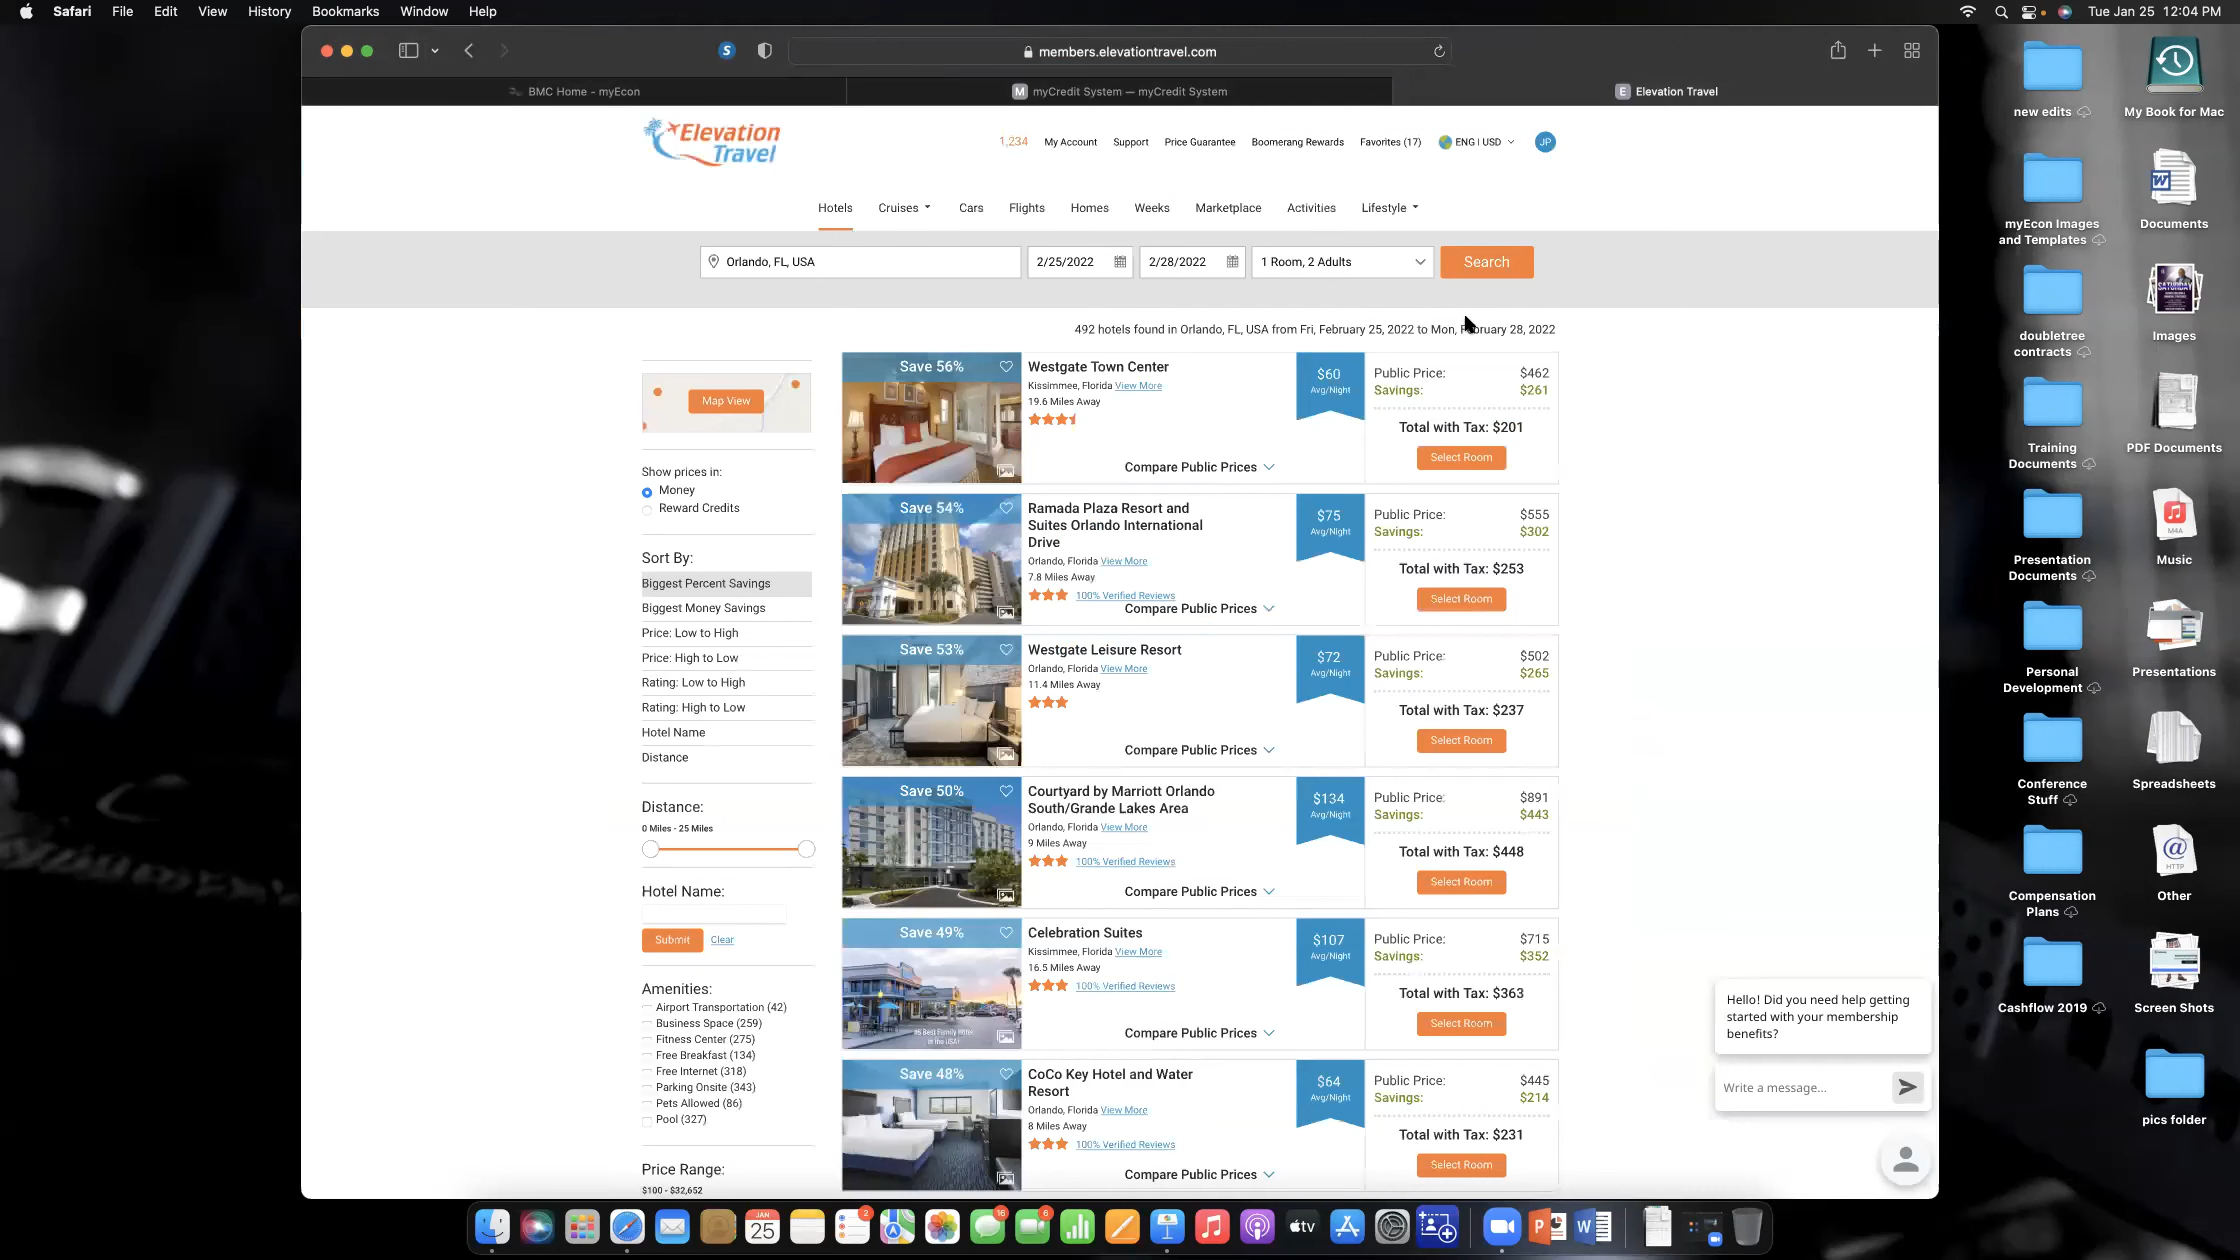 Safari File Edit View History Bookmarks Window Help
Tue Jan 25 12:04 PM
S
members.elevationtravel.com
BMC Home - myEcon
M myCredit System — myCredit System
E Elevation Travel
Elevation
Travel
1,234 My Account Support Price Guarantee Boomerang Rewards Favorites (17) ENG | USD JP
Hotels Cruises Cars Flights Homes Weeks Marketplace Activities Lifestyle
Orlando, FL, USA 2/25/2022 2/28/2022 1 Room, 2 Adults Search
492 hotels found in Orlando, FL, USA from Fri, February 25, 2022 to Mon, February 28, 2022
Map View
Show prices in:
Money
Reward Credits
Sort By:
Biggest Percent Savings
Biggest Money Savings
Price: Low to High
Price: High to Low
Rating: Low to High
Rating: High to Low
Hotel Name
Distance
Distance:
0 Miles - 25 Miles
Hotel Name:
Submit Clear
Amenities:
Airport Transportation (42)
Business Space (259)
Fitness Center (275)
Free Breakfast (134)
Free Internet (318)
Parking Onsite (343)
Pets Allowed (86)
Pool (327)
Price Range:
$100 - $32,652
Save 56%
Westgate Town Center
Kissimmee, Florida View More
19.6 Miles Away
Compare Public Prices
$60
Avg/Night
Public Price: $462
Savings: $261
Total with Tax: $201
Select Room
Save 54%
Ramada Plaza Resort and
Suites Orlando International
Drive
Orlando, Florida View More
7.8 Miles Away
100% Verified Reviews
Compare Public Prices
$75
Avg/Night
Public Price: $555
Savings: $302
Total with Tax: $253
Select Room
Save 53%
Westgate Leisure Resort
Orlando, Florida View More
11.4 Miles Away
Compare Public Prices
$72
Avg/Night
Public Price: $502
Savings: $265
Total with Tax: $237
Select Room
Save 50%
Courtyard by Marriott Orlando
South/Grande Lakes Area
Orlando, Florida View More
9 Miles Away
100% Verified Reviews
Compare Public Prices
$134
Avg/Night
Public Price: $891
Savings: $443
Total with Tax: $448
Select Room
Save 49%
#5 Best Family Hotel
in the USA!
Celebration Suites
Kissimmee, Florida View More
16.5 Miles Away
100% Verified Reviews
Compare Public Prices
$107
Avg/Night
Public Price: $715
Savings: $352
Total with Tax: $363
Select Room
Save 48%
CoCo Key Hotel and Water
Resort
Orlando, Florida View More
8 Miles Away
100% Verified Reviews
Compare Public Prices
$64
Avg/Night
Public Price: $445
Savings: $214
Total with Tax: $231
Select Room
Hello! Did you need help getting
started with your membership
benefits?
Write a message...
new edits
My Book for Mac
myEcon Images
and Templates
W
Documents
doubletree
contracts
SATURDAY
Images
Training
Documents
PDF Documents
Presentation
Documents
M4A
Music
Personal
Development
Presentations
Conference
Stuff
Spreadsheets
Compensation
Plans
HTTP
Other
Cashflow 2019
Screen Shots
pics folder
JAN
25
2
16
6
tv
P
W